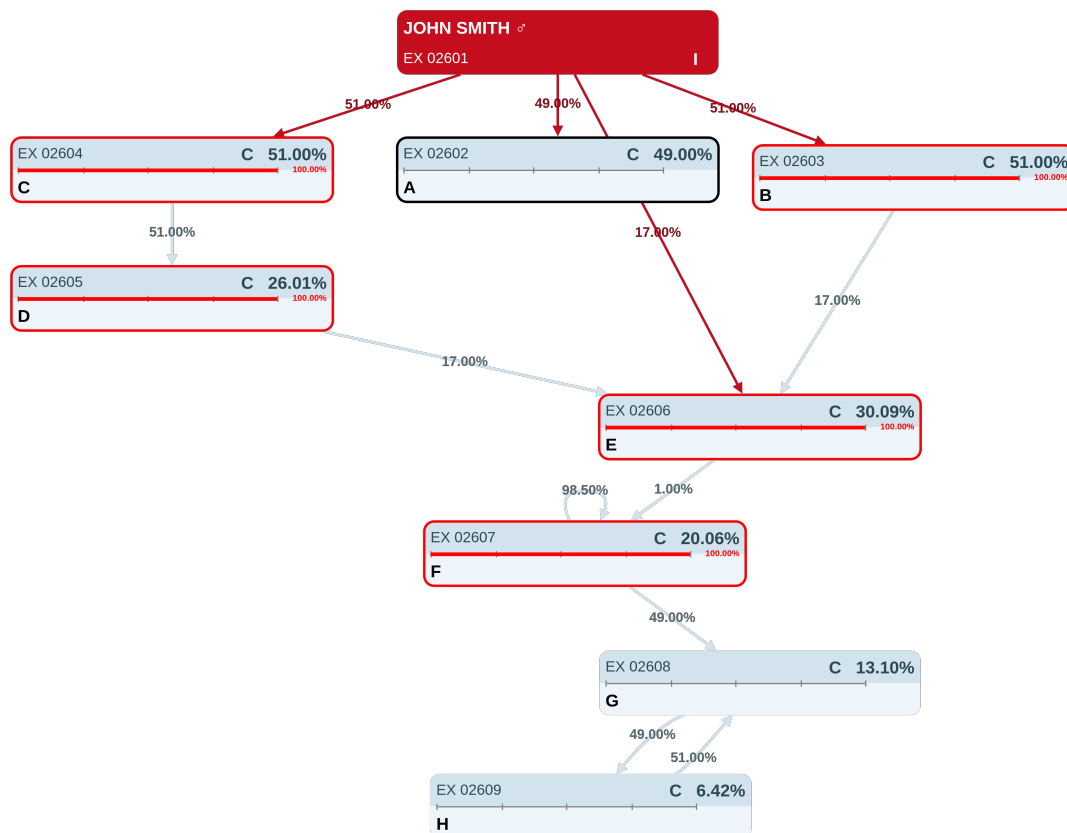 JOHN SMITH ♂
EX 02601 I
51.00%
49.00%
51.00%
EX 02604 C 51.00%
100.00%
C
EX 02602 C 49.00%
A
EX 02603 C 51.00%
100.00%
B
51.00%
17.00%
EX 02605 C 26.01%
100.00%
D
17.00%
17.00%
EX 02606 C 30.09%
100.00%
E
98.50%
1.00%
EX 02607 C 20.06%
100.00%
F
49.00%
EX 02608 C 13.10%
G
49.00%
51.00%
EX 02609 C 6.42%
H